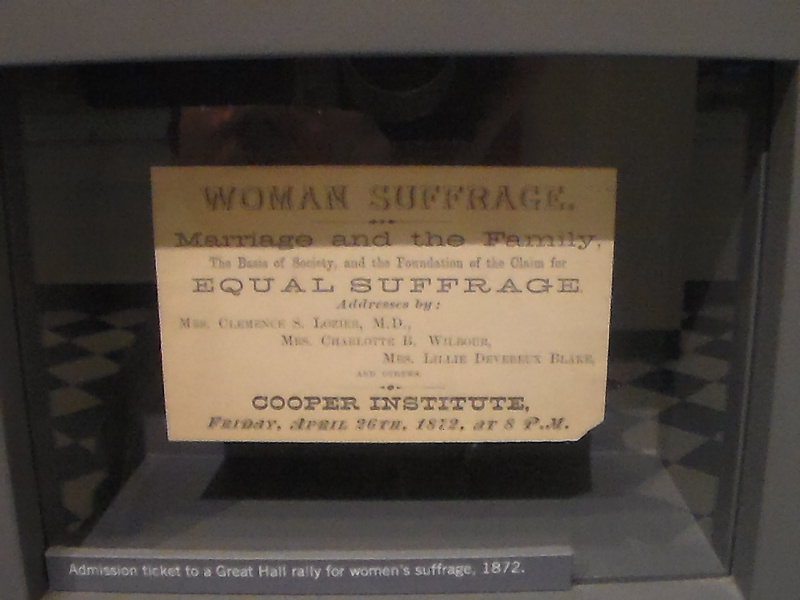 WOMAN SUFFRAGE.
Marriage and the Family,
The Basis of Society, and the Foundation of the Claim for
EQUAL SUFFRAGE.
Addresses by:
MRS. CLEMENCE S. LOZIER, M.D.,
MRS. CHARLOTTE B. WILBOUR,
MRS. LILLIE DEVEREUX BLAKE,
AND OTHERS.
COOPER INSTITUTE,
FRIDAY, APRIL 26TH, 1872, AT 8 P.M.
Admission ticket to a Great Hall rally for women's suffrage, 1872.